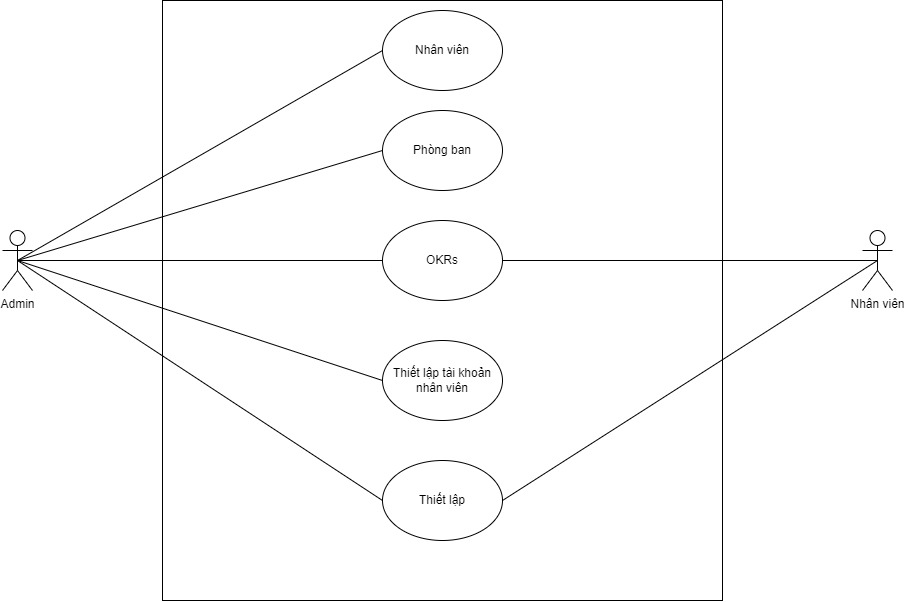 Nhân viên
Phòng ban
OKRs
Admin
Nhân viên
Thiết lập tài khoản
nhân viên
Thiết lập